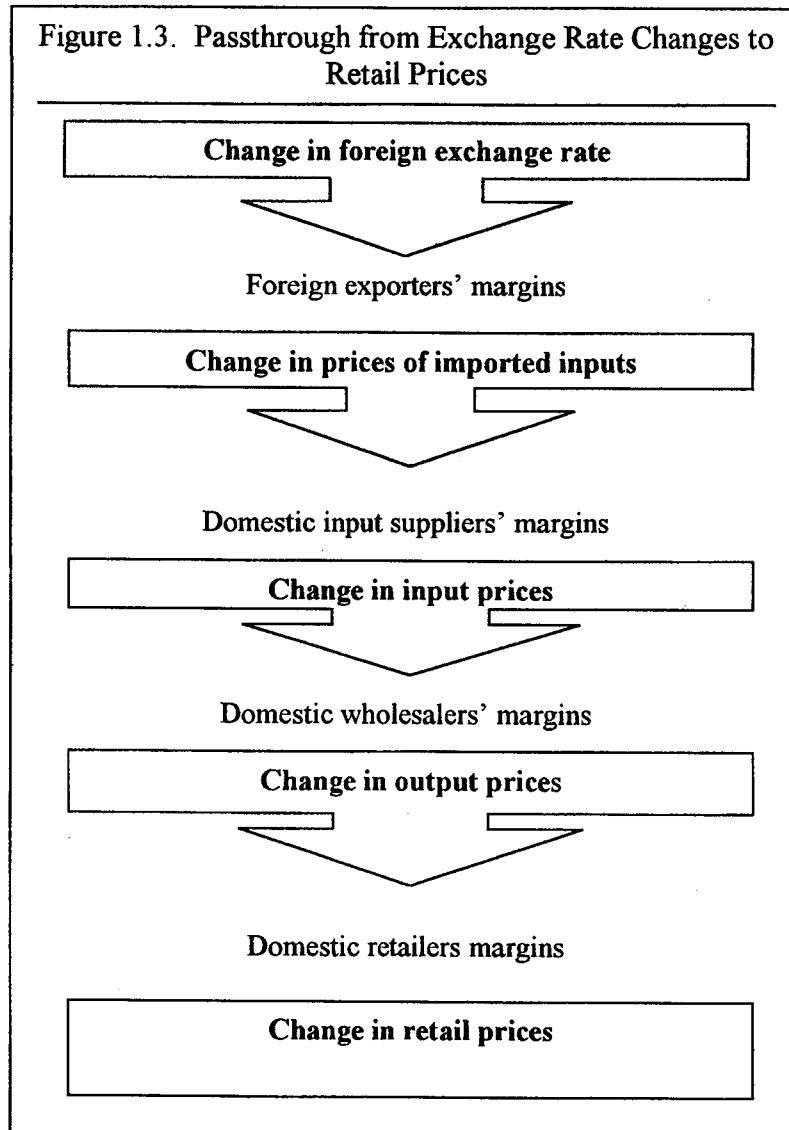 Figure 1.3. Passthrough from Exchange Rate Changes to
Retail Prices
Change in foreign exchange rate
Foreign exporters’ margins
Change in prices of imported inputs
Domestic input suppliers’ margins
Change in input prices
Domestic wholesalers’ margins
Change in output prices
Domestic retailers margins
Change in retail prices